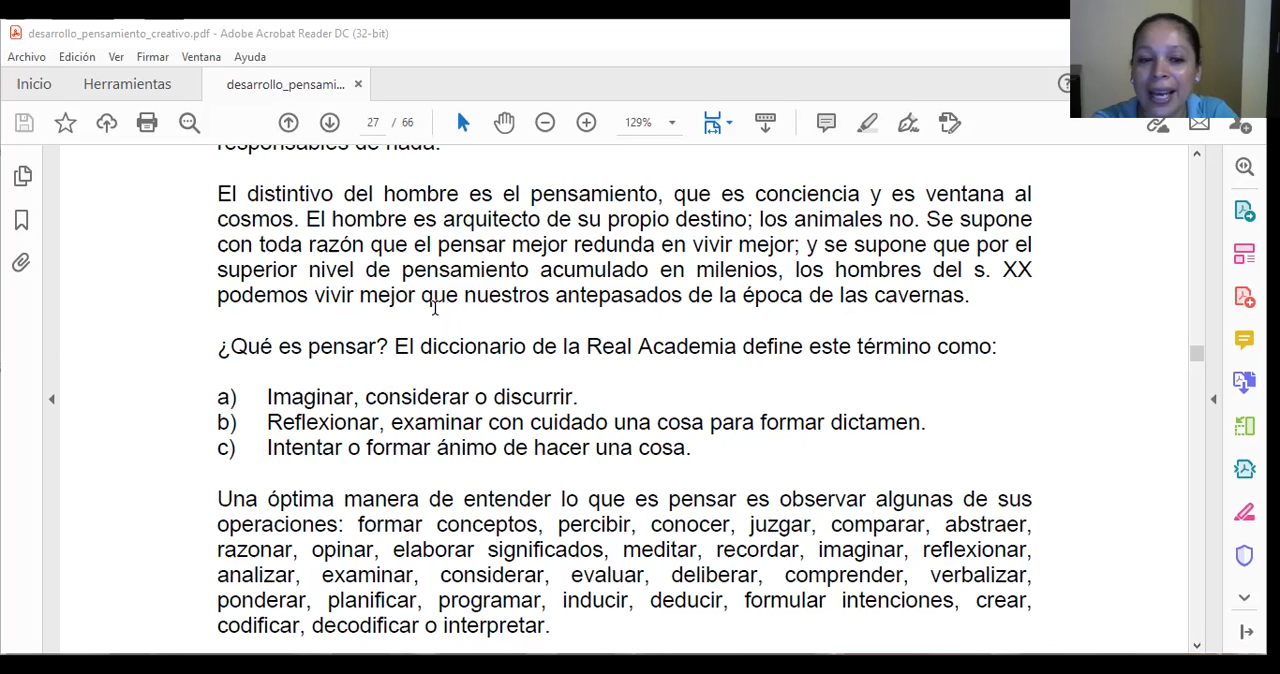 desarrollo_pensamiento_creativo.pdf - Adobe Acrobat Reader DC (32-bit)
Archivo Edición Ver Firmar Ventana Ayuda
Inicio Herramientas desarrollo_pensami... ×
27 / 66 129%
responsables de nada.
El distintivo del hombre es el pensamiento, que es conciencia y es ventana al
cosmos. El hombre es arquitecto de su propio destino; los animales no. Se supone
con toda razón que el pensar mejor redunda en vivir mejor; y se supone que por el
superior nivel de pensamiento acumulado en milenios, los hombres del s. XX
podemos vivir mejor que nuestros antepasados de la época de las cavernas.
¿Qué es pensar? El diccionario de la Real Academia define este término como:
a) Imaginar, considerar o discurrir.
b) Reflexionar, examinar con cuidado una cosa para formar dictamen.
c) Intentar o formar ánimo de hacer una cosa.
Una óptima manera de entender lo que es pensar es observar algunas de sus
operaciones: formar conceptos, percibir, conocer, juzgar, comparar, abstraer,
razonar, opinar, elaborar significados, meditar, recordar, imaginar, reflexionar,
analizar, examinar, considerar, evaluar, deliberar, comprender, verbalizar,
ponderar, planificar, programar, inducir, deducir, formular intenciones, crear,
codificar, decodificar o interpretar.